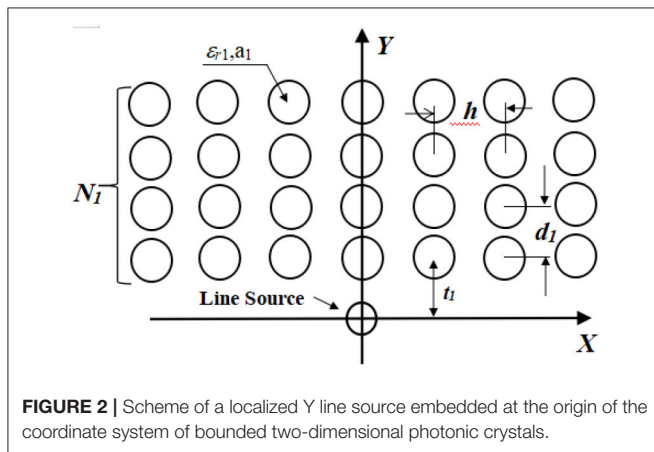 Y
εr1,a1
h
N1
d1
t1
Line Source
X
FIGURE 2 | Scheme of a localized Y line source embedded at the origin of the
coordinate system of bounded two-dimensional photonic crystals.